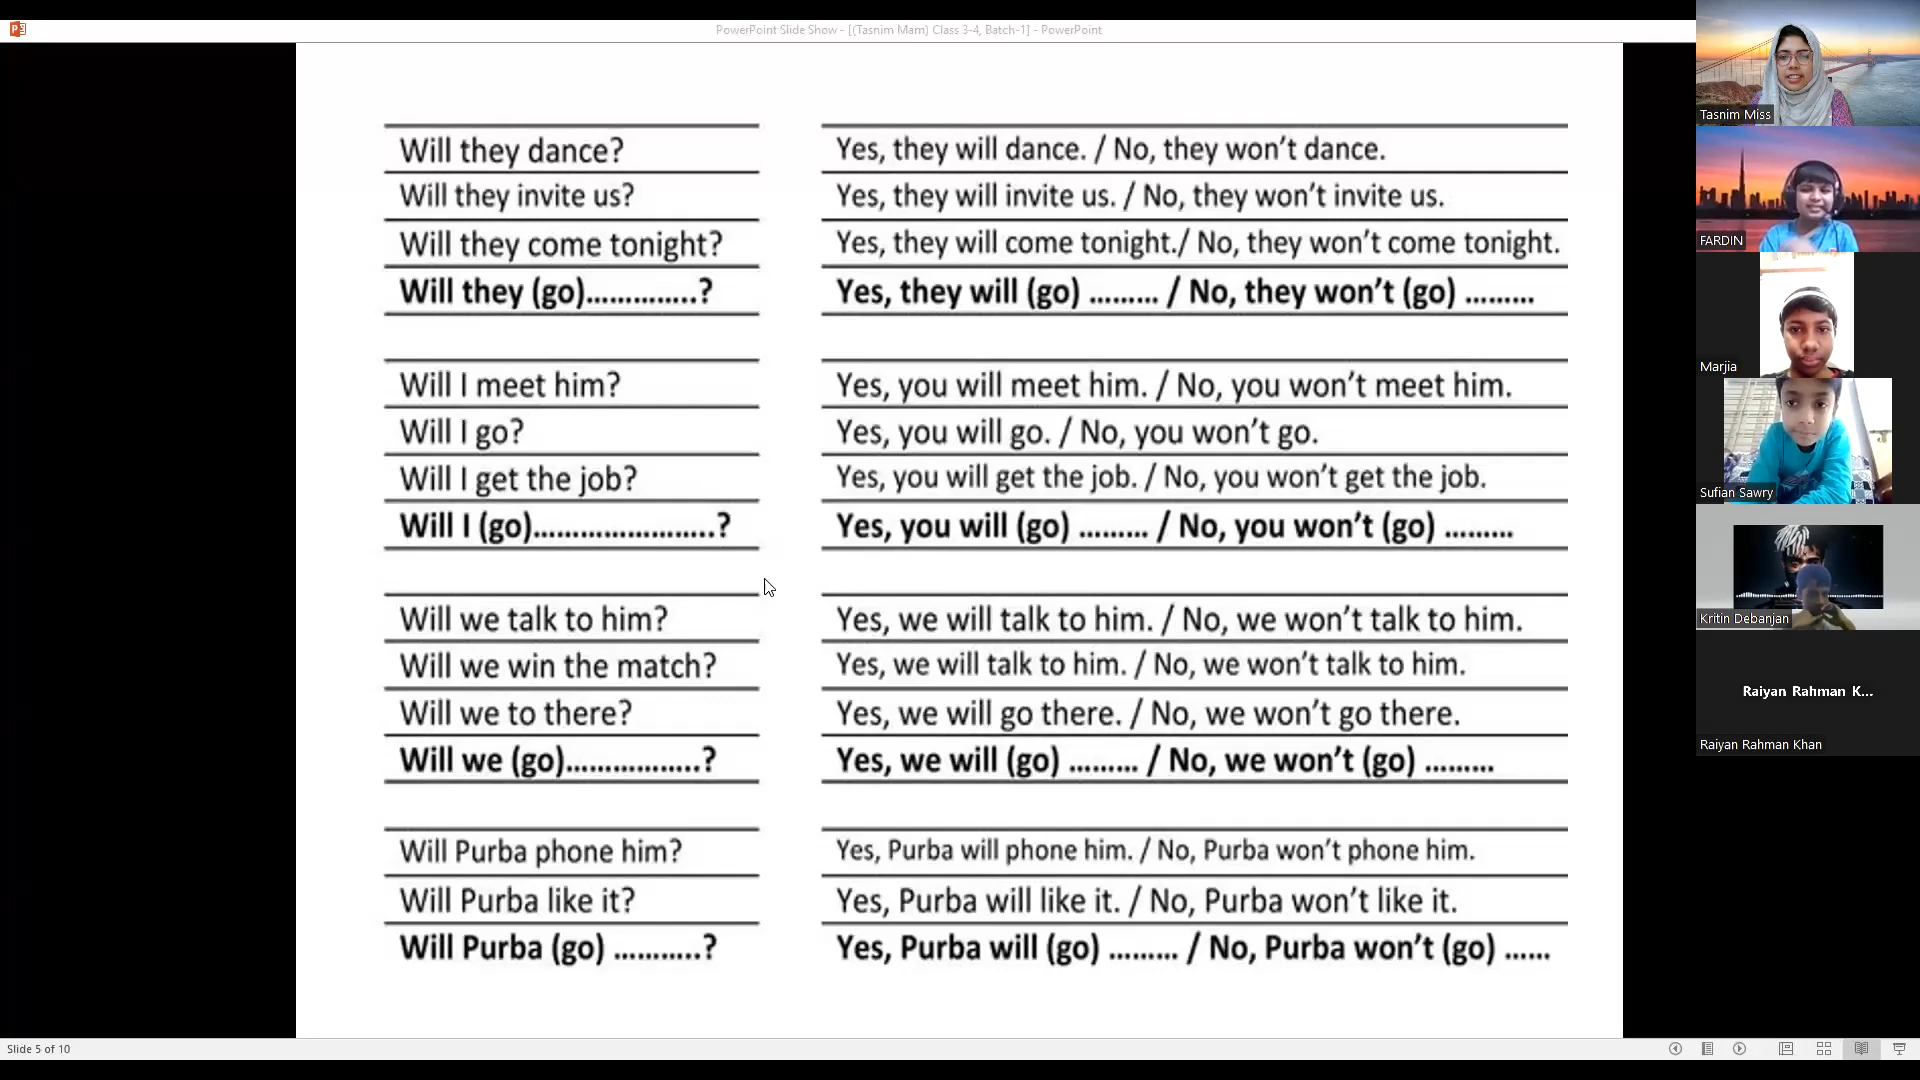 PowerPoint Slide Show - [(Tasnim Mam) Class 3-4, Batch-1] - PowerPoint
Will they dance? Yes, they will dance. / No, they won't dance.
Will they invite us? Yes, they will invite us. / No, they won't invite us.
Will they come tonight? Yes, they will come tonight./ No, they won't come tonight.
Will they (go)..............? Yes, they will (go) ......... / No, they won't (go) .........
Will I meet him? Yes, you will meet him. / No, you won't meet him.
Will I go? Yes, you will go. / No, you won't go.
Will I get the job? Yes, you will get the job. / No, you won't get the job.
Will I (go).......................? Yes, you will (go) ......... / No, you won't (go) .........
Will we talk to him? Yes, we will talk to him. / No, we won't talk to him.
Will we win the match? Yes, we will talk to him. / No, we won't talk to him.
Will we to there? Yes, we will go there. / No, we won't go there.
Will we (go).................? Yes, we will (go) ......... / No, we won't (go) .........
Will Purba phone him? Yes, Purba will phone him. / No, Purba won't phone him.
Will Purba like it? Yes, Purba will like it. / No, Purba won't like it.
Will Purba (go) ...........? Yes, Purba will (go) ......... / No, Purba won't (go) ......
Slide 5 of 10
Tasnim Miss
FARDIN
Marjia
Sufian Sawry
Kritin Debanjan
Raiyan Rahman K...
Raiyan Rahman Khan